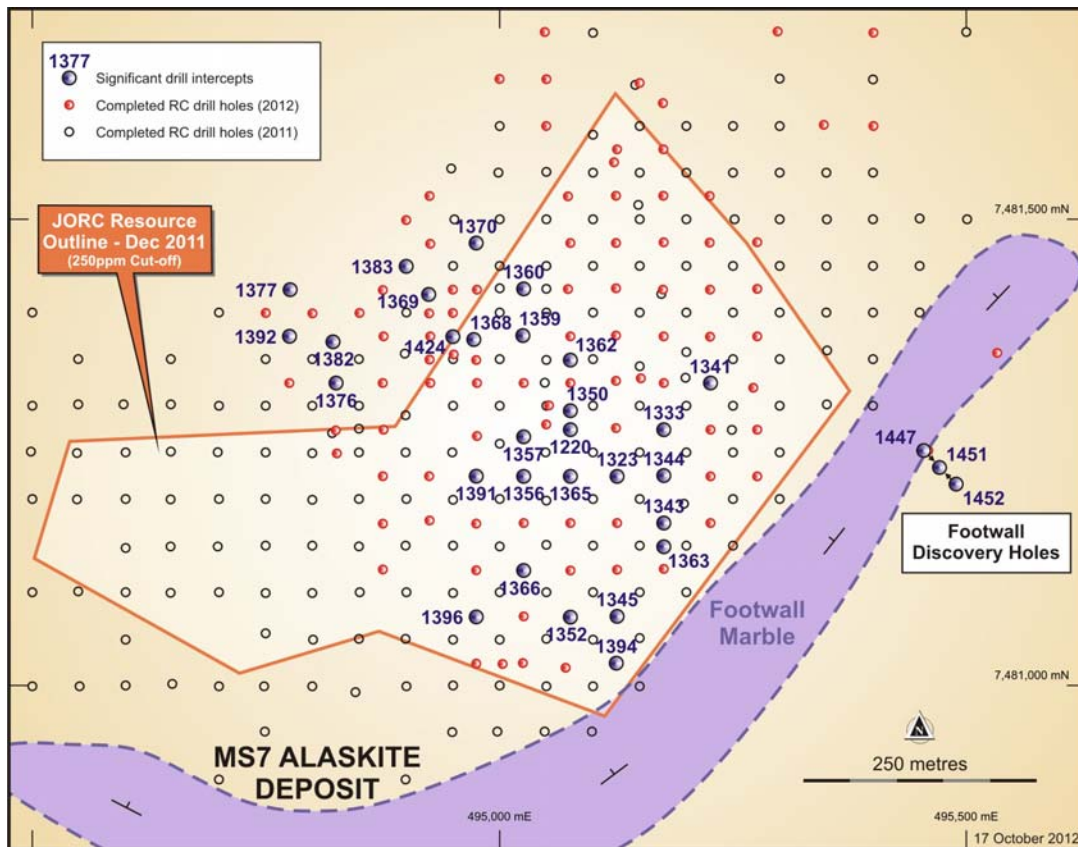 1377
Significant drill intercepts
Completed RC drill holes (2012)
Completed RC drill holes (2011)
JORC Resource
Outline - Dec 2011
(250ppm Cut-off)
7,481,500 mN
1370
1383
1360
1377
1369
1359
1392
1368
1424
1362
1382
1341
1376
1350
1333
1447
1357
1220
1451
1391
1356
1365
1323
1344
1452
1343
Footwall
Discovery Holes
1363
1366
Footwall
Marble
1396
1352
1345
1394
7,481,000 mN
N
MS7 ALASKITE
DEPOSIT
250 metres
495,000 mE
495,500 mE
17 October 2012